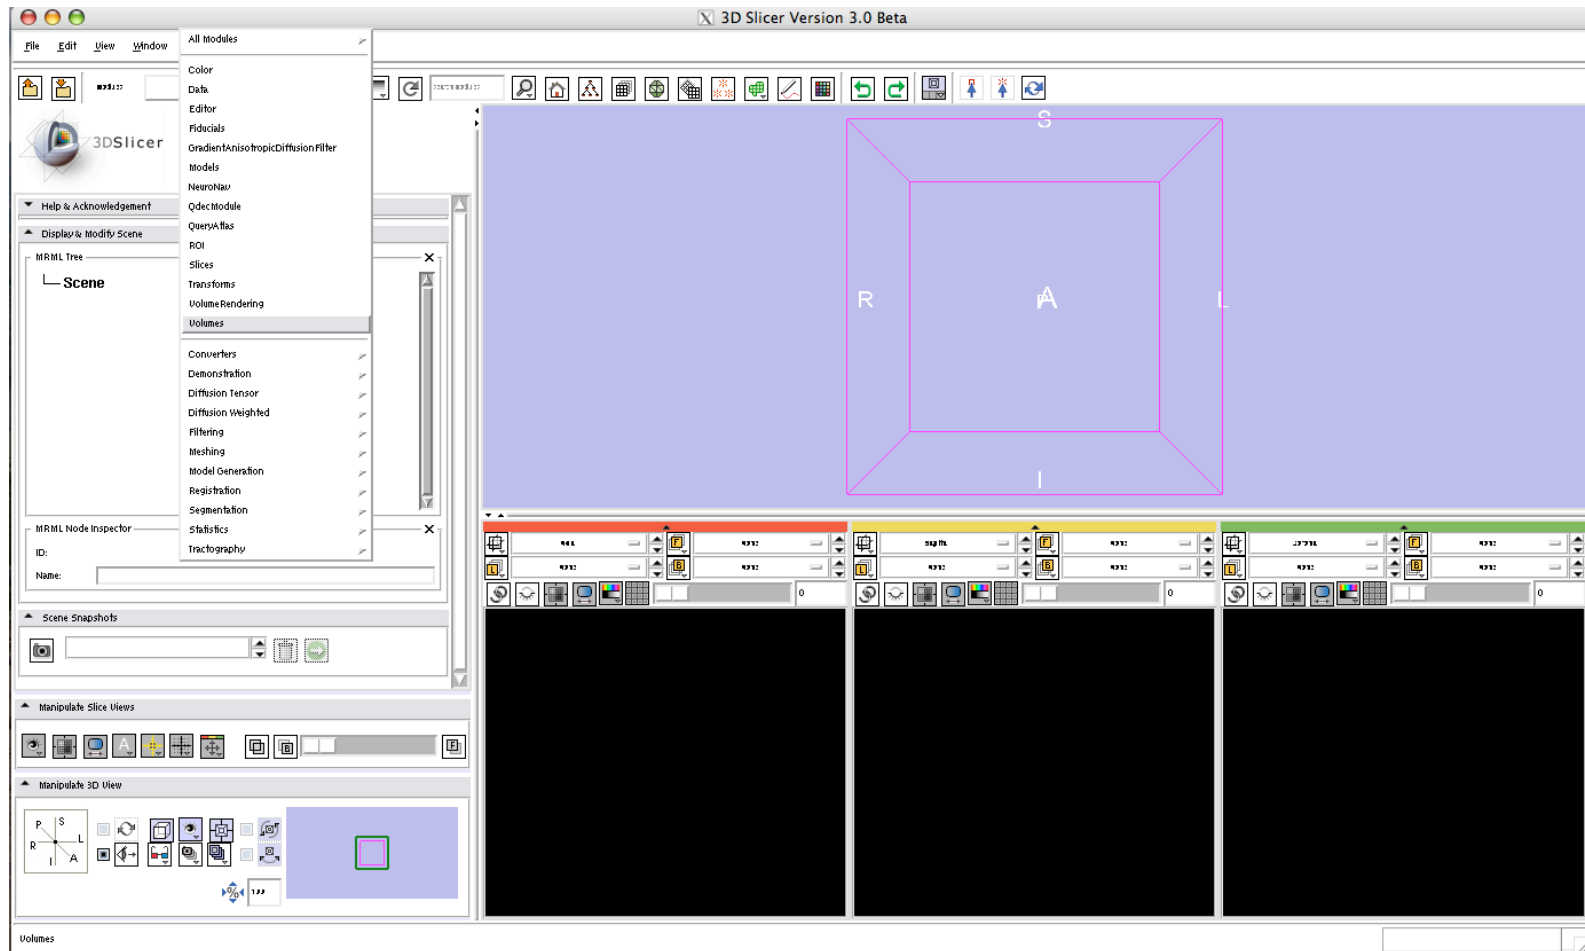 3D Slicer Version 3.0 Beta
File Edit View Window
All Modules
Color
Data
Editor
Fiducials
GradientAnisotropicDiffusionFilter
Models
NeuroNav
QdecModule
QueryAtlas
ROI
Slices
Transforms
VolumeRendering
Volumes
Converters
Demonstration
Diffusion Tensor
Diffusion Weighted
Filtering
Meshing
Model Generation
Registration
Segmentation
Statistics
Tractography
3DSlicer
Help & Acknowledgement
Display & Modify Scene
MRML Tree
Scene
MRML Node Inspector
ID:
Name:
Scene Snapshots
Manipulate Slice Views
A
B
F
Manipulate 3D View
P S
R L
I A
%
S
R P A L
I
F F F
L B L B L B
0 0 0
Volumes